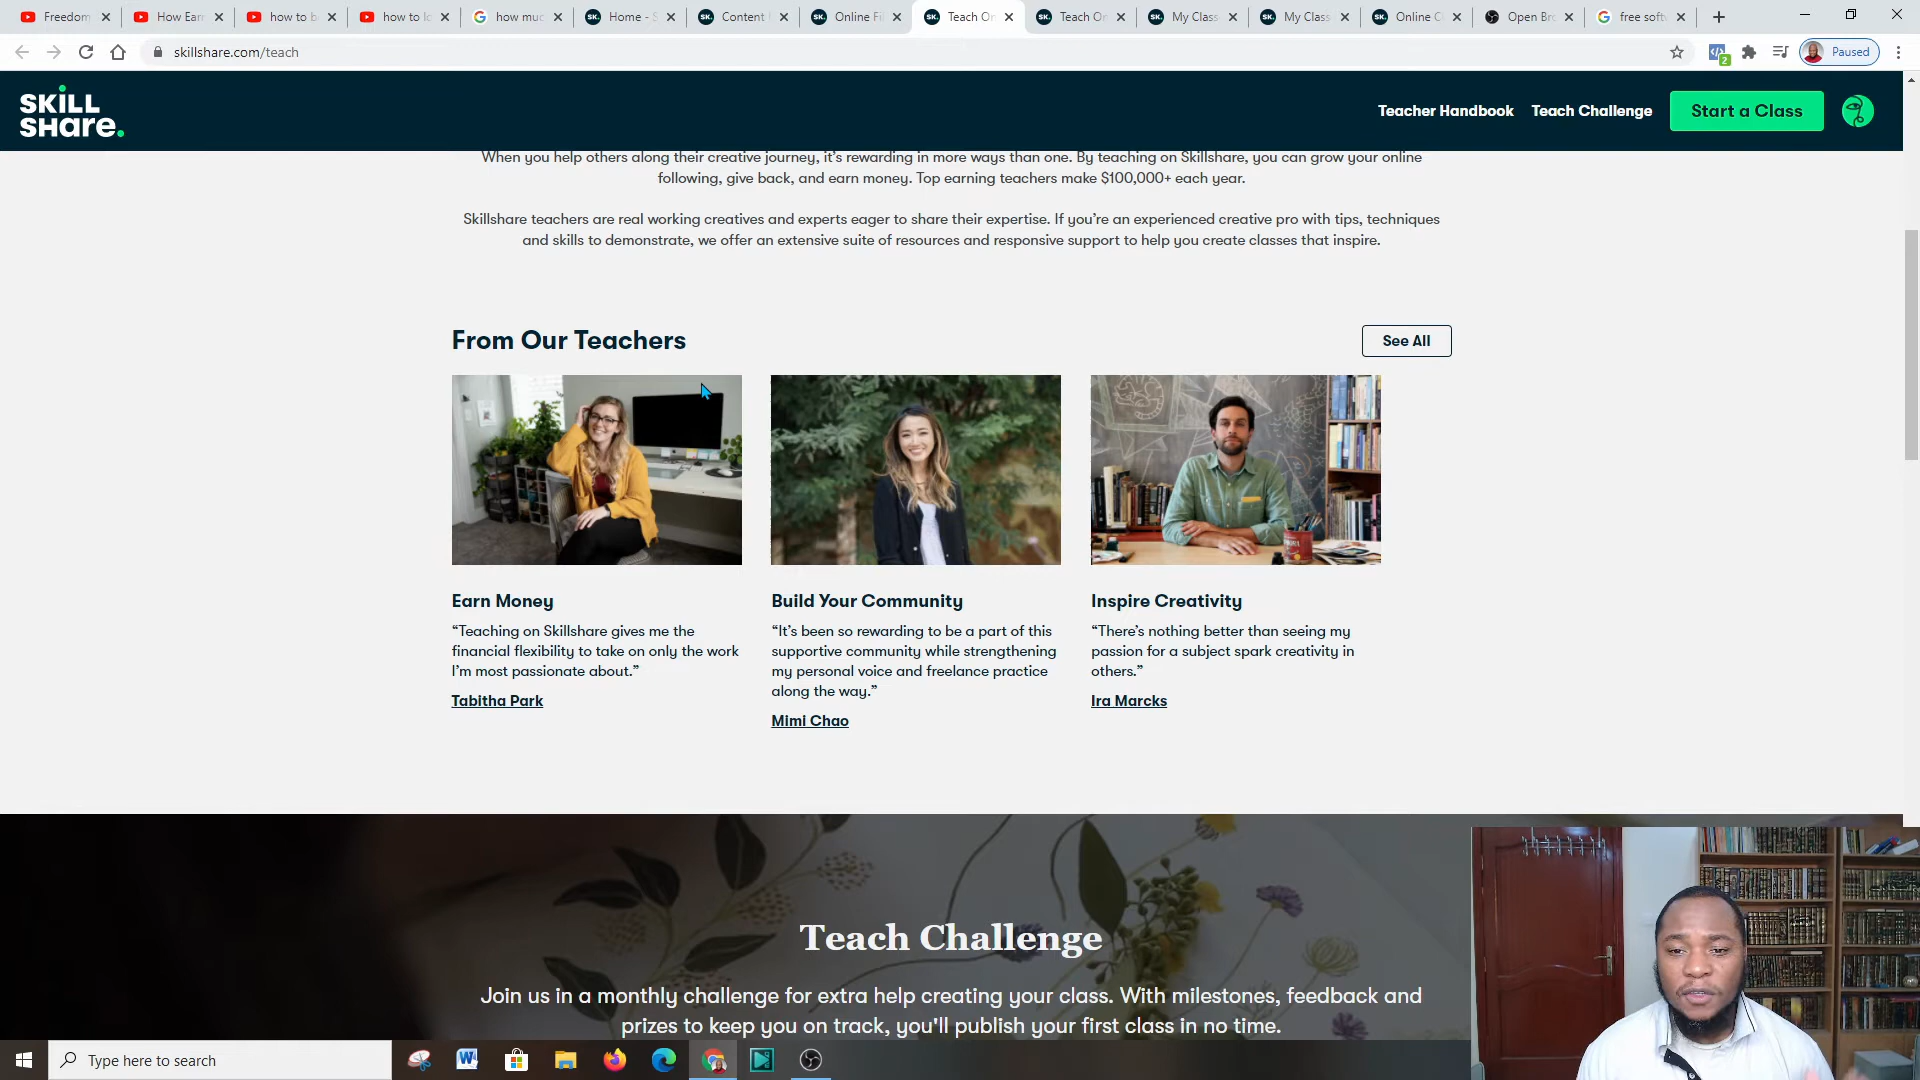 Freedom
How Earn
how to b
how to lo
how muc
Home - S
Content
Online Fi
Teach On
Teach On
My Class
My Class
Online C
Open Bro
free soft
skillshare.com/teach
2
Paused
SKILL
SHARE.
Teacher Handbook
Teach Challenge
Start a Class
When you help others along their creative journey, it's rewarding in more ways than one. By teaching on Skillshare, you can grow your online
following, give back, and earn money. Top earning teachers make $100,000+ each year.
Skillshare teachers are real working creatives and experts eager to share their expertise. If you're an experienced creative pro with tips, techniques
and skills to demonstrate, we offer an extensive suite of resources and responsive support to help you create classes that inspire.
From Our Teachers
See All
Earn Money
“Teaching on Skillshare gives me the
financial flexibility to take on only the work
I'm most passionate about.”
Tabitha Park
Build Your Community
“It's been so rewarding to be a part of this
supportive community while strengthening
my personal voice and freelance practice
along the way.”
Mimi Chao
Inspire Creativity
“There's nothing better than seeing my
passion for a subject spark creativity in
others.”
Ira Marcks
Teach Challenge
Join us in a monthly challenge for extra help creating your class. With milestones, feedback and
prizes to keep you on track, you'll publish your first class in no time.
Type here to search